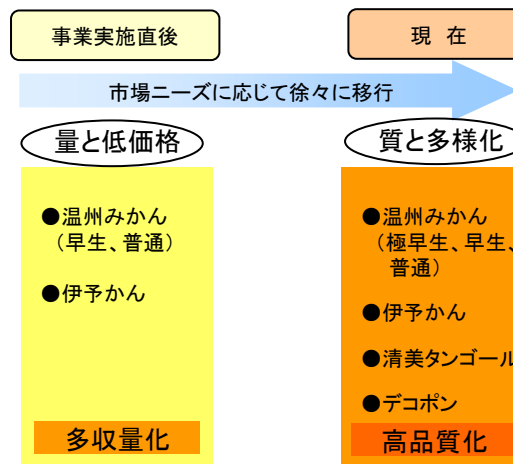 事業実施直後
現 在
市場ニーズに応じて徐々に移行
量と低価格
質と多様化
●温州みかん
（早生、普通）
●伊予かん
多収量化
●温州みかん
（極早生、早生、
普通）
●伊予かん
●清美タンゴール
●デコポン
高品質化